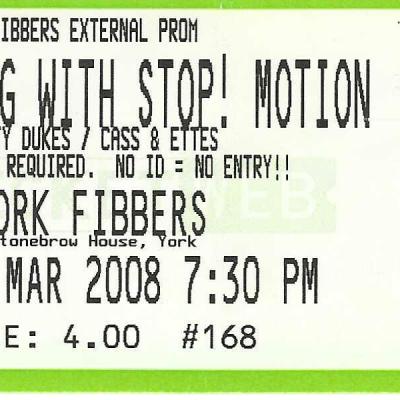 IBBERS EXTERNAL PROM
G WITH STOP! MOTION
Y DUKES / CASS & ETTES
REQUIRED. NO ID = NO ENTRY!!
ORK FIBBERS
tonebrow House, York
MAR 2008 7:30 PM
E: 4.00 #168